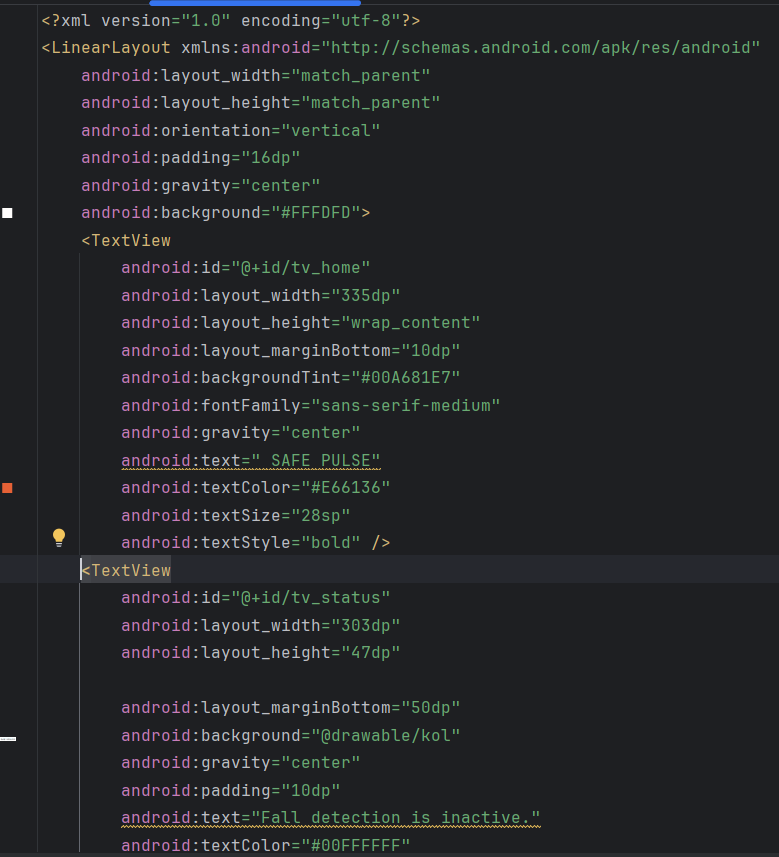 <?xml version="1.0" encoding="utf-8"?>
<LinearLayout xmlns:android="http://schemas.android.com/apk/res/android"
    android:layout_width="match_parent"
    android:layout_height="match_parent"
    android:orientation="vertical"
    android:padding="16dp"
    android:gravity="center"
    android:background="#FFFDFD">
    <TextView
        android:id="@+id/tv_home"
        android:layout_width="335dp"
        android:layout_height="wrap_content"
        android:layout_marginBottom="10dp"
        android:backgroundTint="#00A681E7"
        android:fontFamily="sans-serif-medium"
        android:gravity="center"
        android:text=" SAFE PULSE"
        android:textColor="#E66136"
        android:textSize="28sp"
        android:textStyle="bold" />
    <TextView
        android:id="@+id/tv_status"
        android:layout_width="303dp"
        android:layout_height="47dp"

        android:layout_marginBottom="50dp"
        android:background="@drawable/kol"
        android:gravity="center"
        android:padding="10dp"
        android:text="Fall detection is inactive."
        android:textColor="#00FFFFFF"